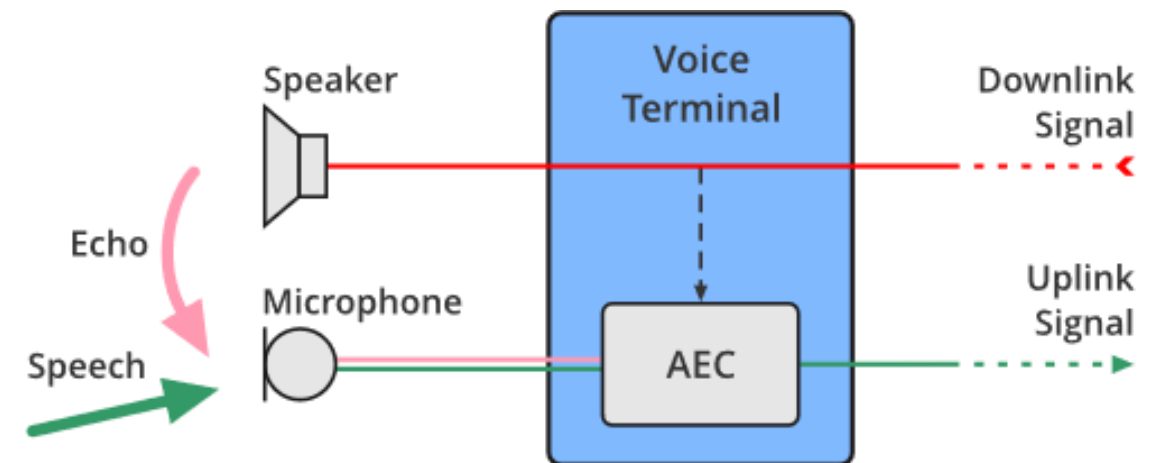 Speaker
Voice
Terminal
Downlink
Signal
Echo
Microphone
Uplink
Signal
Speech
AEC